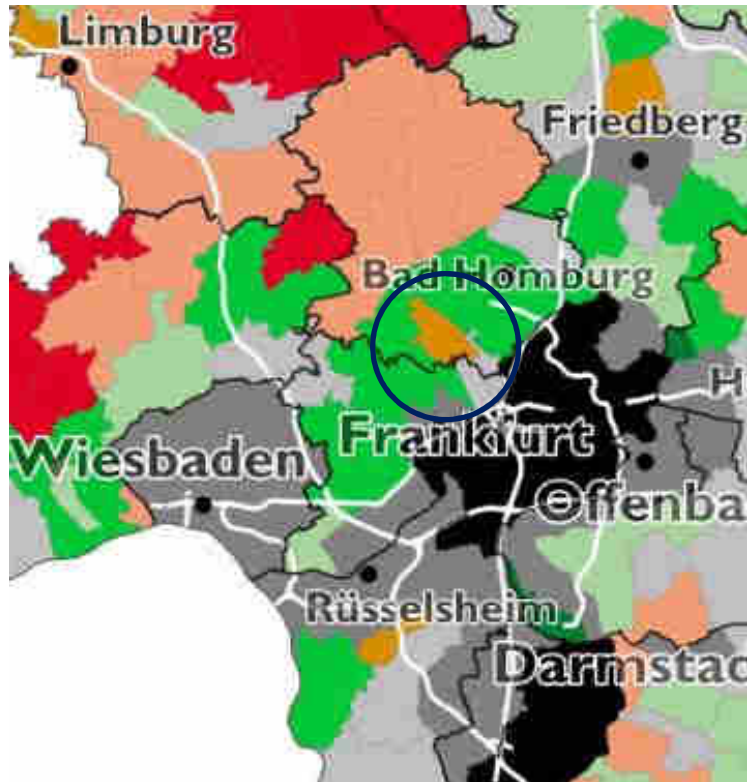 Limburg
Friedberg
Bad Homburg
H
Frankfurt
Wiesbaden
Offenba
Rüsselsheim
Darmstad